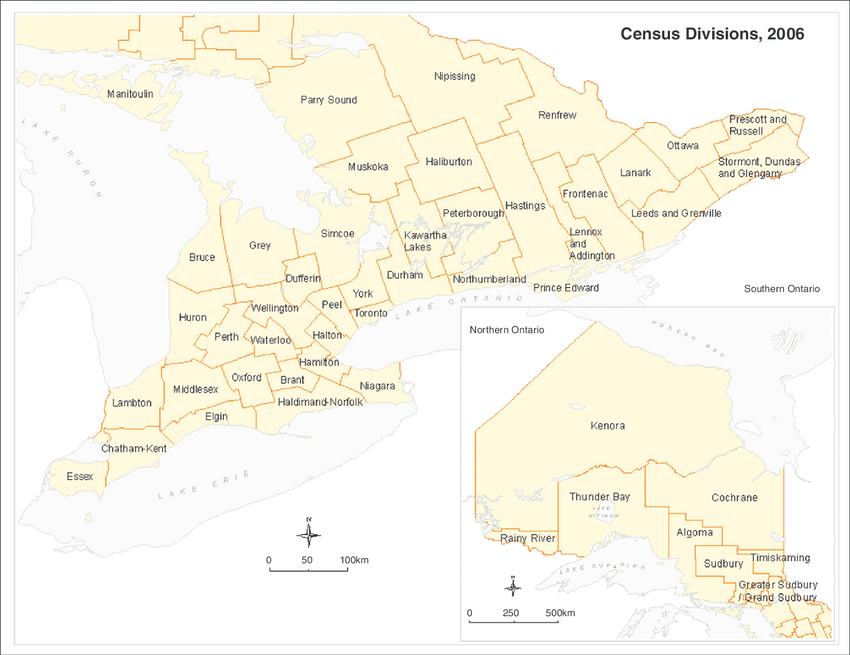 Census Divisions, 2006
Manitoulin
Parry Sound
Nipissing
Renfrew
Prescott and
Russell
Ottawa
Stormont, Dundas
and Glengarry
Lanark
Muskoka
Haliburton
Frontenac
Hastings
Leeds and Grenville
Peterborough
Lennox
and
Addington
Simcoe
Kawartha
Lakes
Grey
Bruce
Dufferin
Durham
Northumberland
Prince Edward
Southern Ontario
York
Toronto
Peel
Wellington
Huron
Perth
Waterloo
Halton
Hamilton
Oxford
Brant
Middlesex
Niagara
Haldimand-Norfolk
Lambton
Elgin
Chatham-Kent
Essex
LAKE HURON
LAKE ONTARIO
LAKE ERIE
N
0 50 100km
Northern Ontario
HUDSON BAY
Kenora
Thunder Bay
LAKE
NIPIGON
Cochrane
Rainy River
Algoma
Timiskaming
Sudbury
LAKE SUPERIOR
Greater Sudbury
/ Grand Sudbury
N
0 250 500km